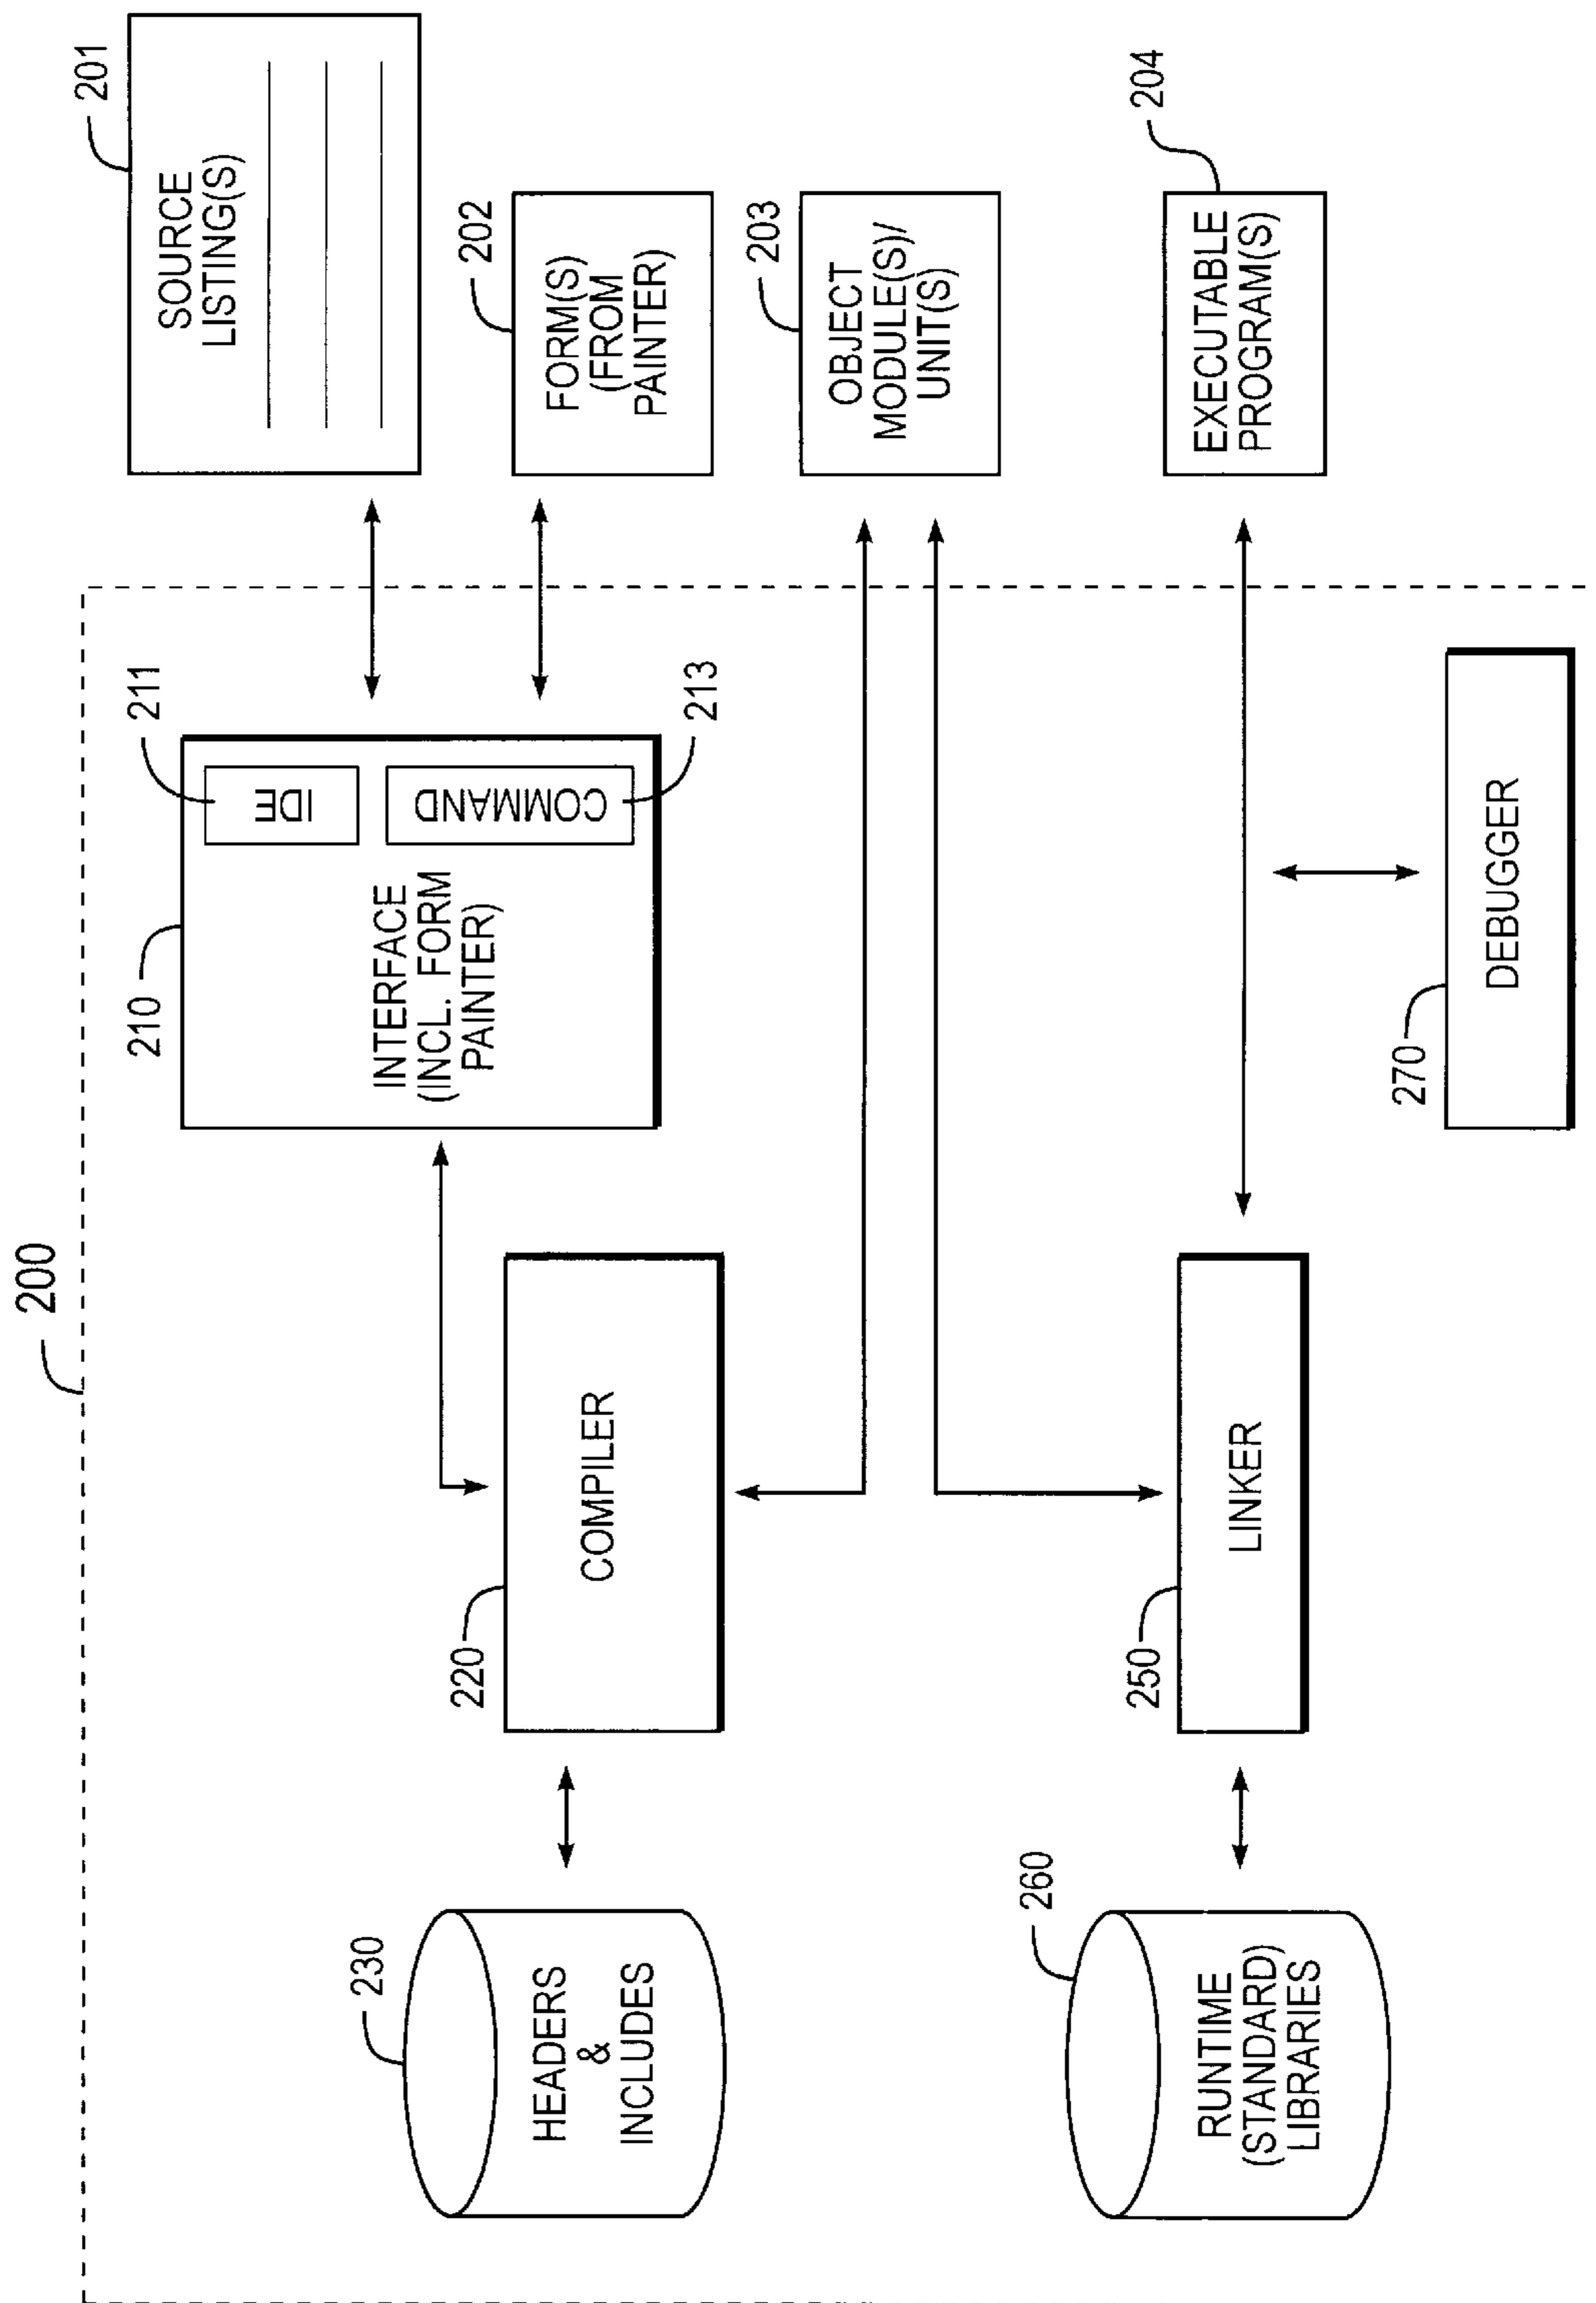 200
201
SOURCE
LISTING(S)
210
211
INTERFACE
(INCL. FORM
PAINTER)
IDE
COMMAND
213
202
FORM(S)
(FROM
PAINTER)
230
HEADERS
&
INCLUDES
220
COMPILER
203
OBJECT
MODULE(S)/
UNIT(S)
260
RUNTIME
(STANDARD)
LIBRARIES
250
LINKER
204
EXECUTABLE
PROGRAM(S)
270
DEBUGGER